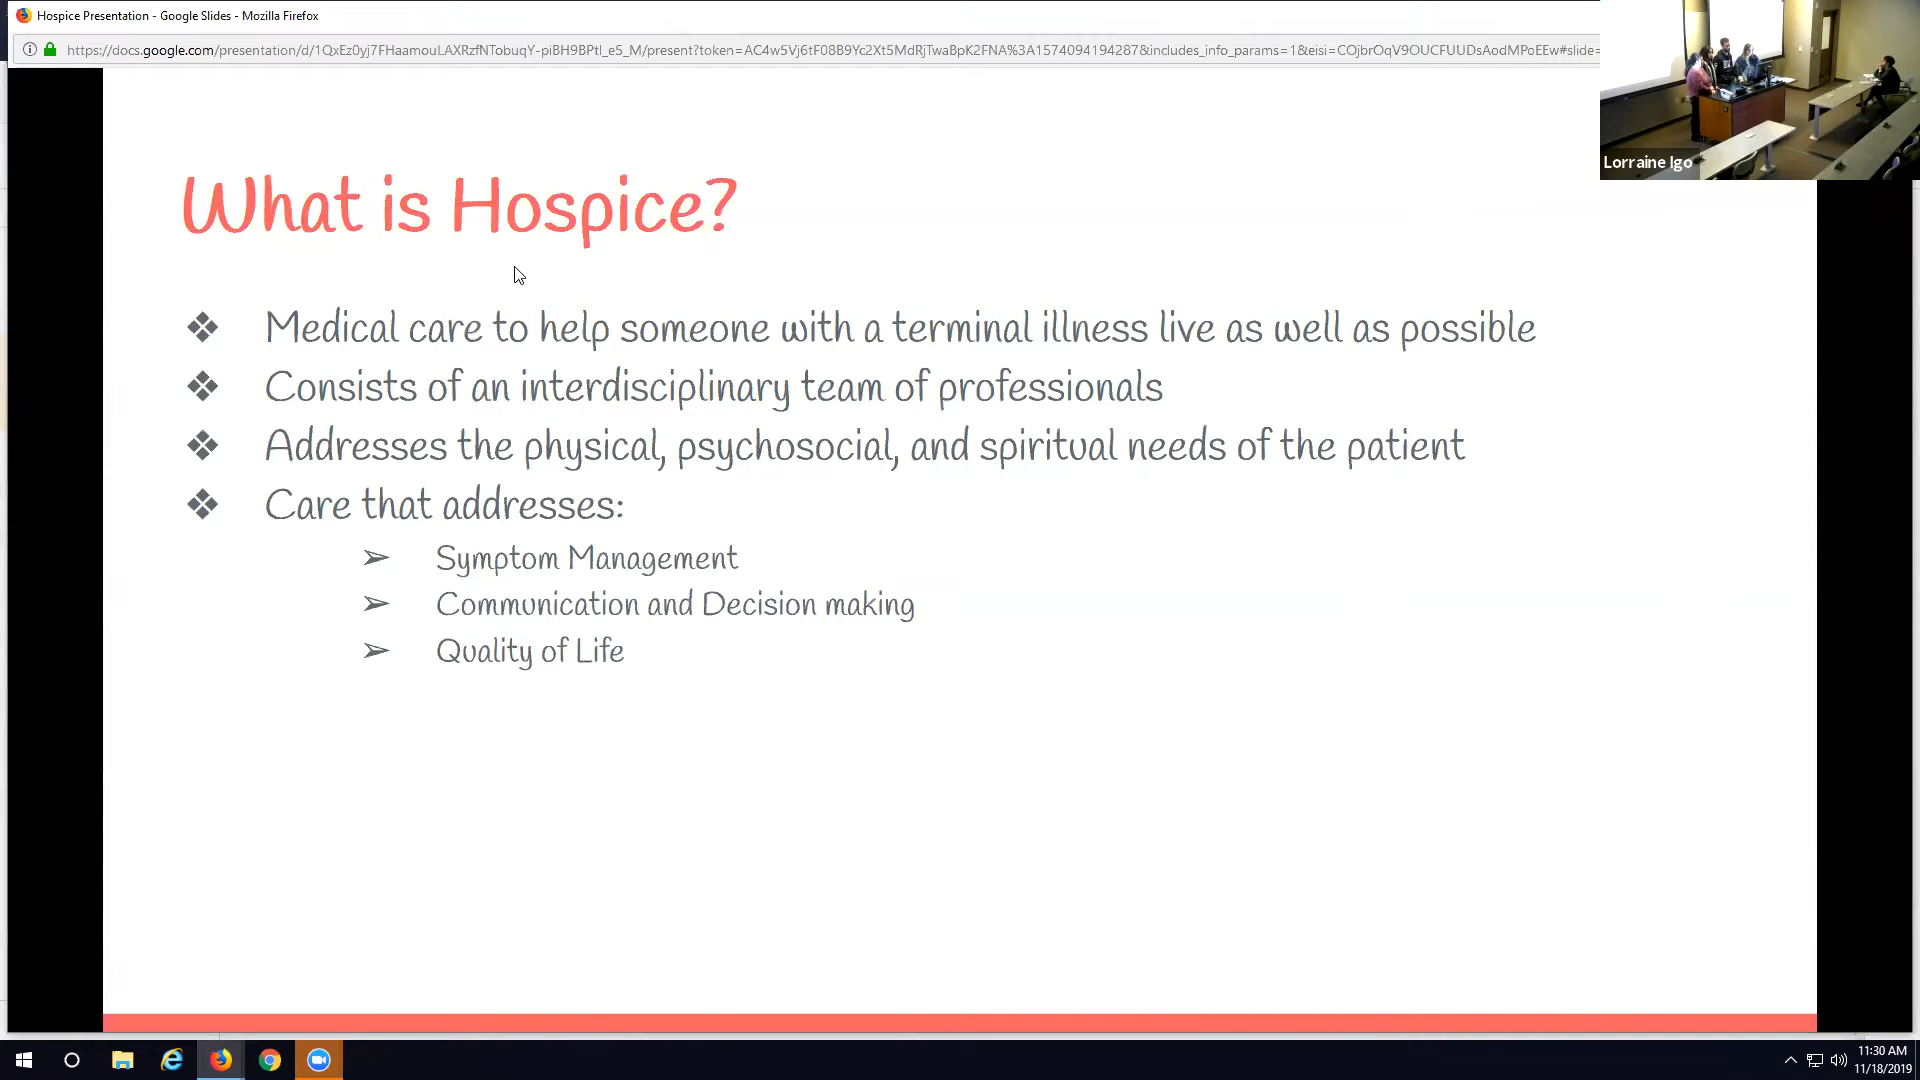 Hospice Presentation - Google Slides - Mozilla Firefox
https://docs.google.com/presentation/d/1QxEz0yj7FHaamouLAXRzfNTobuqY-piBH9BPtl_e5_M/present?token=AC4w5Vj6tF08B9Yc2Xt5MdRjTwaBpK2FNA%3A1574094194287&includes_info_params=1&eisi=COjbrOqV9OUCFUUDsAodMPoEEw#slide=
Lorraine Igo
What is Hospice?
❖ Medical care to help someone with a terminal illness live as well as possible
❖ Consists of an interdisciplinary team of professionals
❖ Addresses the physical, psychosocial, and spiritual needs of the patient
❖ Care that addresses:
➢ Symptom Management
➢ Communication and Decision making
➢ Quality of Life
11:30 AM
11/18/2019